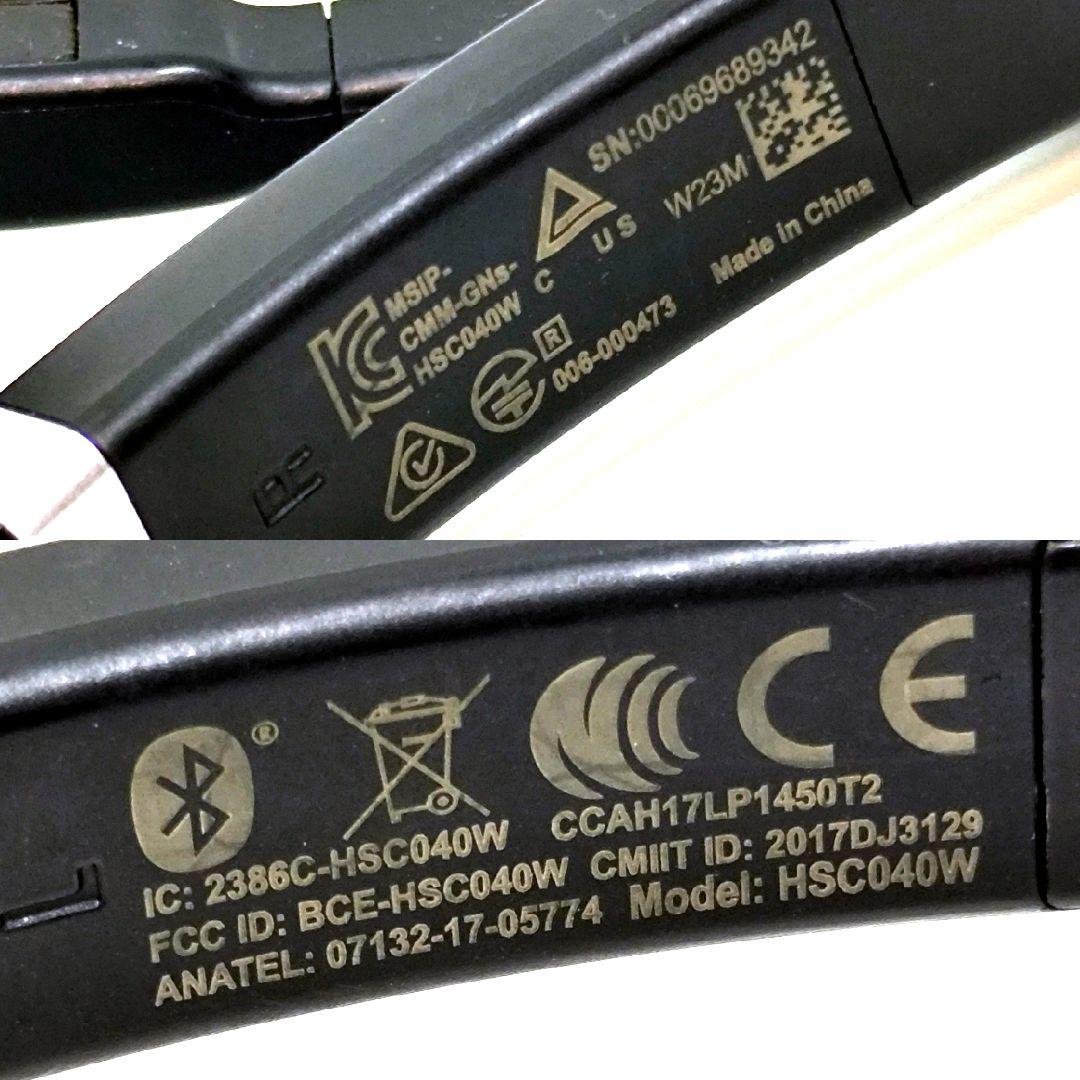 SN:00069689342
W23M
C US
Made in China
MSIP-
CMM-GNs-
HSC040W
R
006-000473
R
®
CE
CCAH17LP1450T2
IC: 2386C-HSC040W
CMIIT ID: 2017DJ3129
FCC ID: BCE-HSC040W
Model: HSC040W
ANATEL: 07132-17-05774
L